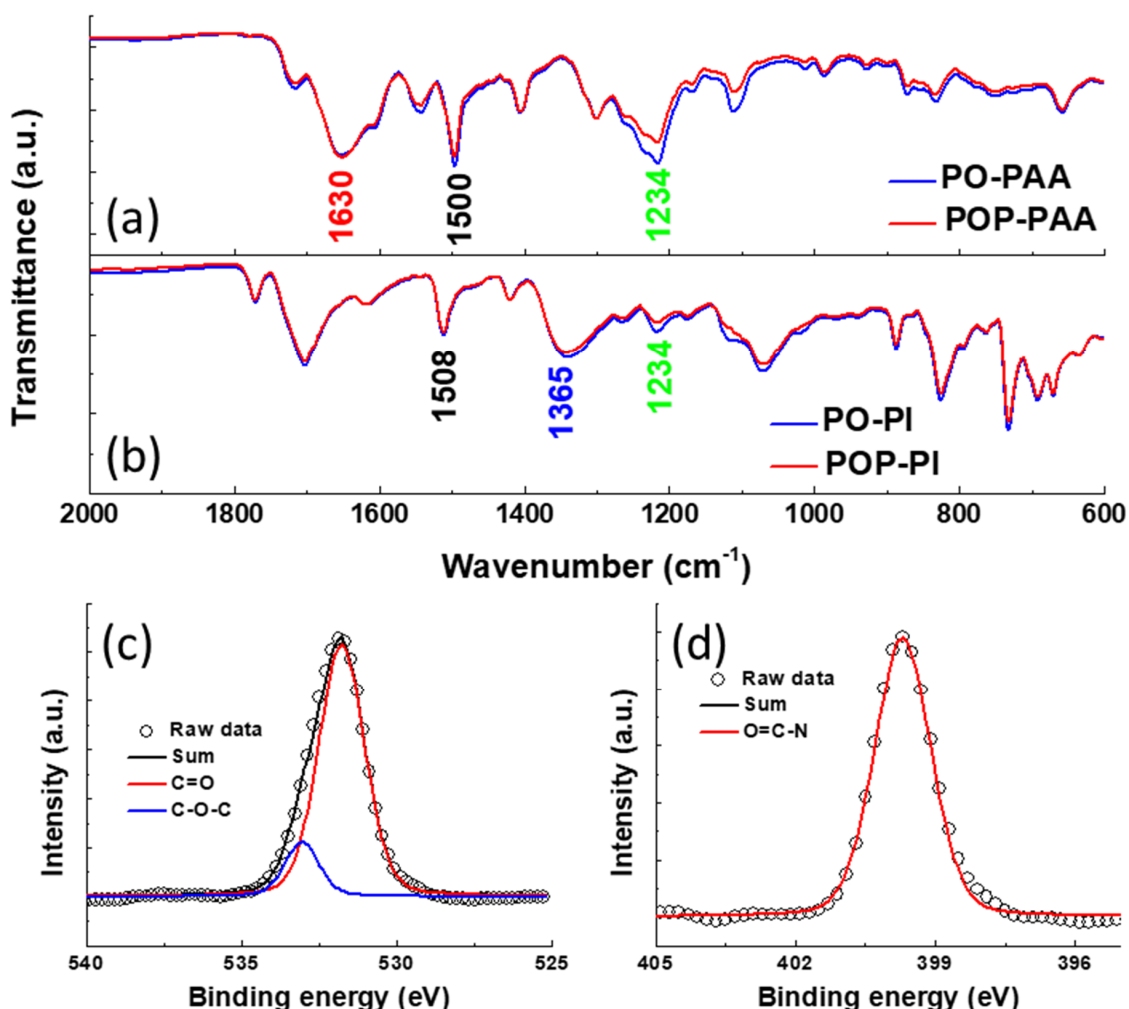 Transmittance (a.u.)
(a)
1630
1500
1234
PO-PAA
POP-PAA
(b)
1508
1365
1234
PO-PI
POP-PI
2000 1800 1600 1400 1200 1000 800 600
Wavenumber (cm⁻¹)
(c)
Intensity (a.u.)
Raw data
Sum
C=O
C-O-C
540 535 530 525
Binding energy (eV)
(d)
Intensity (a.u.)
Raw data
Sum
O=C-N
405 402 399 396
Binding energy (eV)